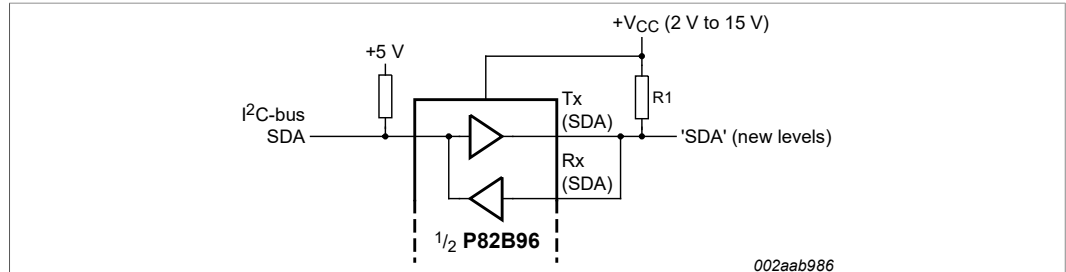 +VCC (2 V to 15 V)
+5 V
I2C-bus
SDA
Tx
(SDA)
R1
'SDA' (new levels)
Rx
(SDA)
1/2 P82B96
002aab986